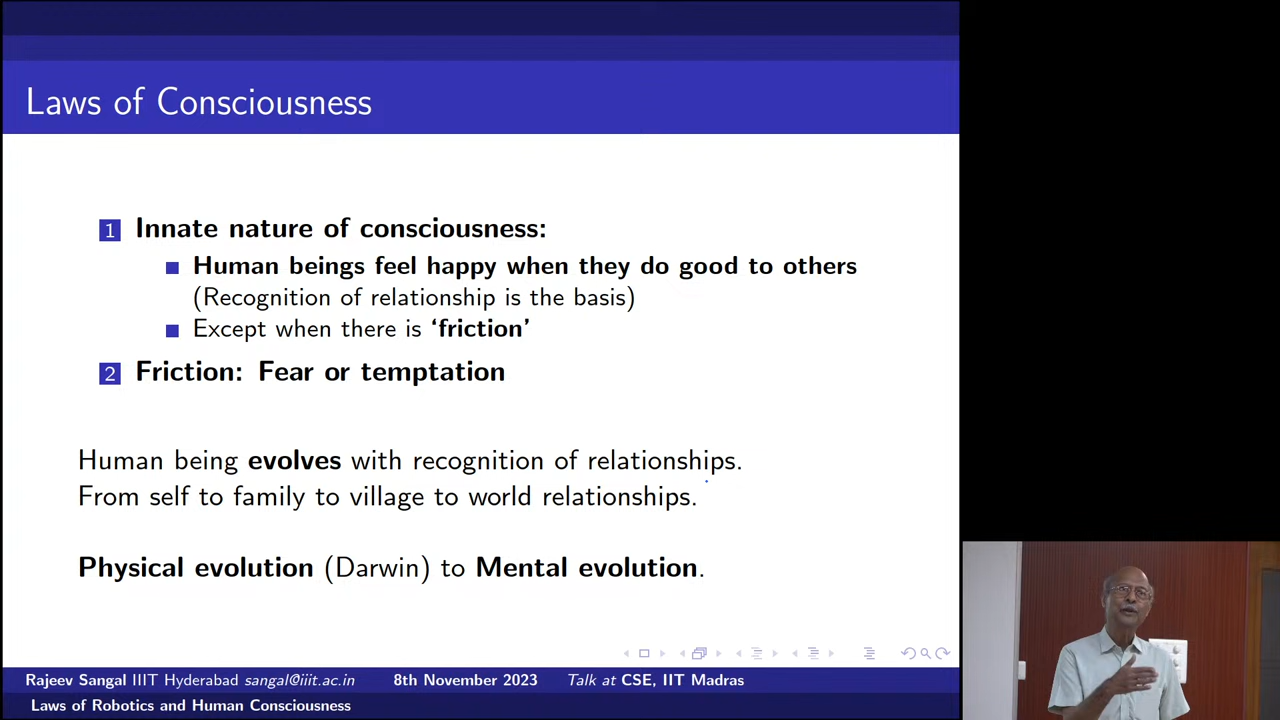 Laws of Consciousness
1 Innate nature of consciousness:
Human beings feel happy when they do good to others
(Recognition of relationship is the basis)
Except when there is ‘friction’
2 Friction: Fear or temptation
Human being evolves with recognition of relationships.
From self to family to village to world relationships.
Physical evolution (Darwin) to Mental evolution.
Rajeev Sangal IIIT Hyderabad sangal@iiit.ac.in 8th November 2023 Talk at CSE, IIT Madras
Laws of Robotics and Human Consciousness